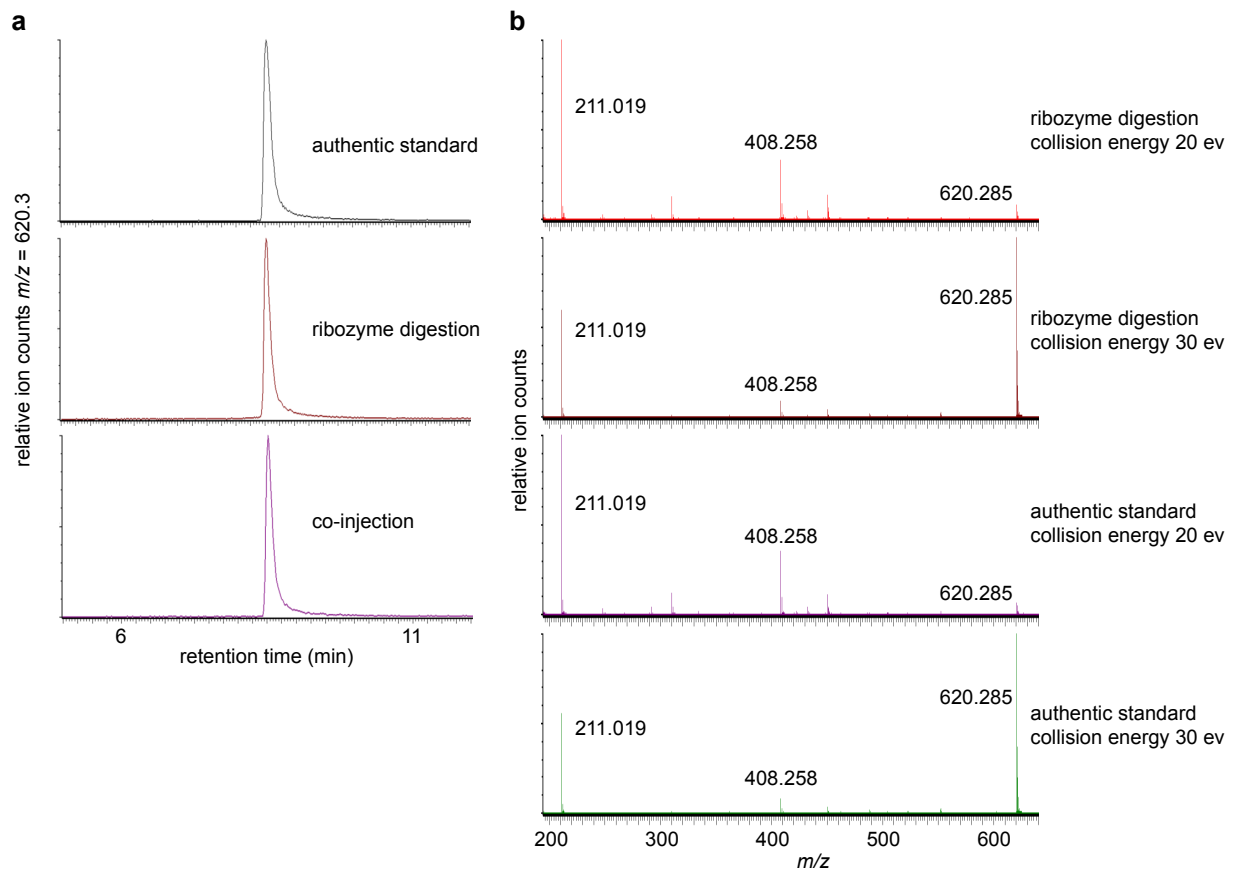 a
relative ion counts m/z = 620.3
authentic standard
ribozyme digestion
co-injection
6
11
retention time (min)
b
relative ion counts
211.019
408.258
620.285
ribozyme digestion
collision energy 20 ev
211.019
408.258
620.285
ribozyme digestion
collision energy 30 ev
211.019
408.258
620.285
authentic standard
collision energy 20 ev
211.019
408.258
620.285
authentic standard
collision energy 30 ev
200
300
400
500
600
m/z